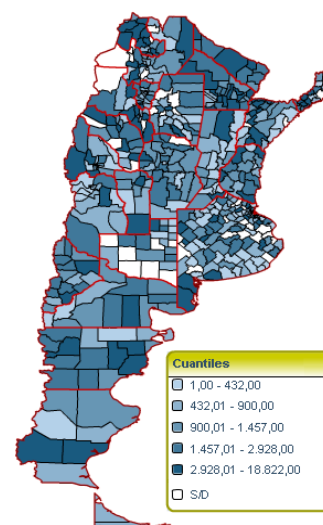 Cuantiles
1,00 - 432,00
432,01 - 900,00
900,01 - 1.457,00
1.457,01 - 2.928,00
2.928,01 - 18.822,00
S/D